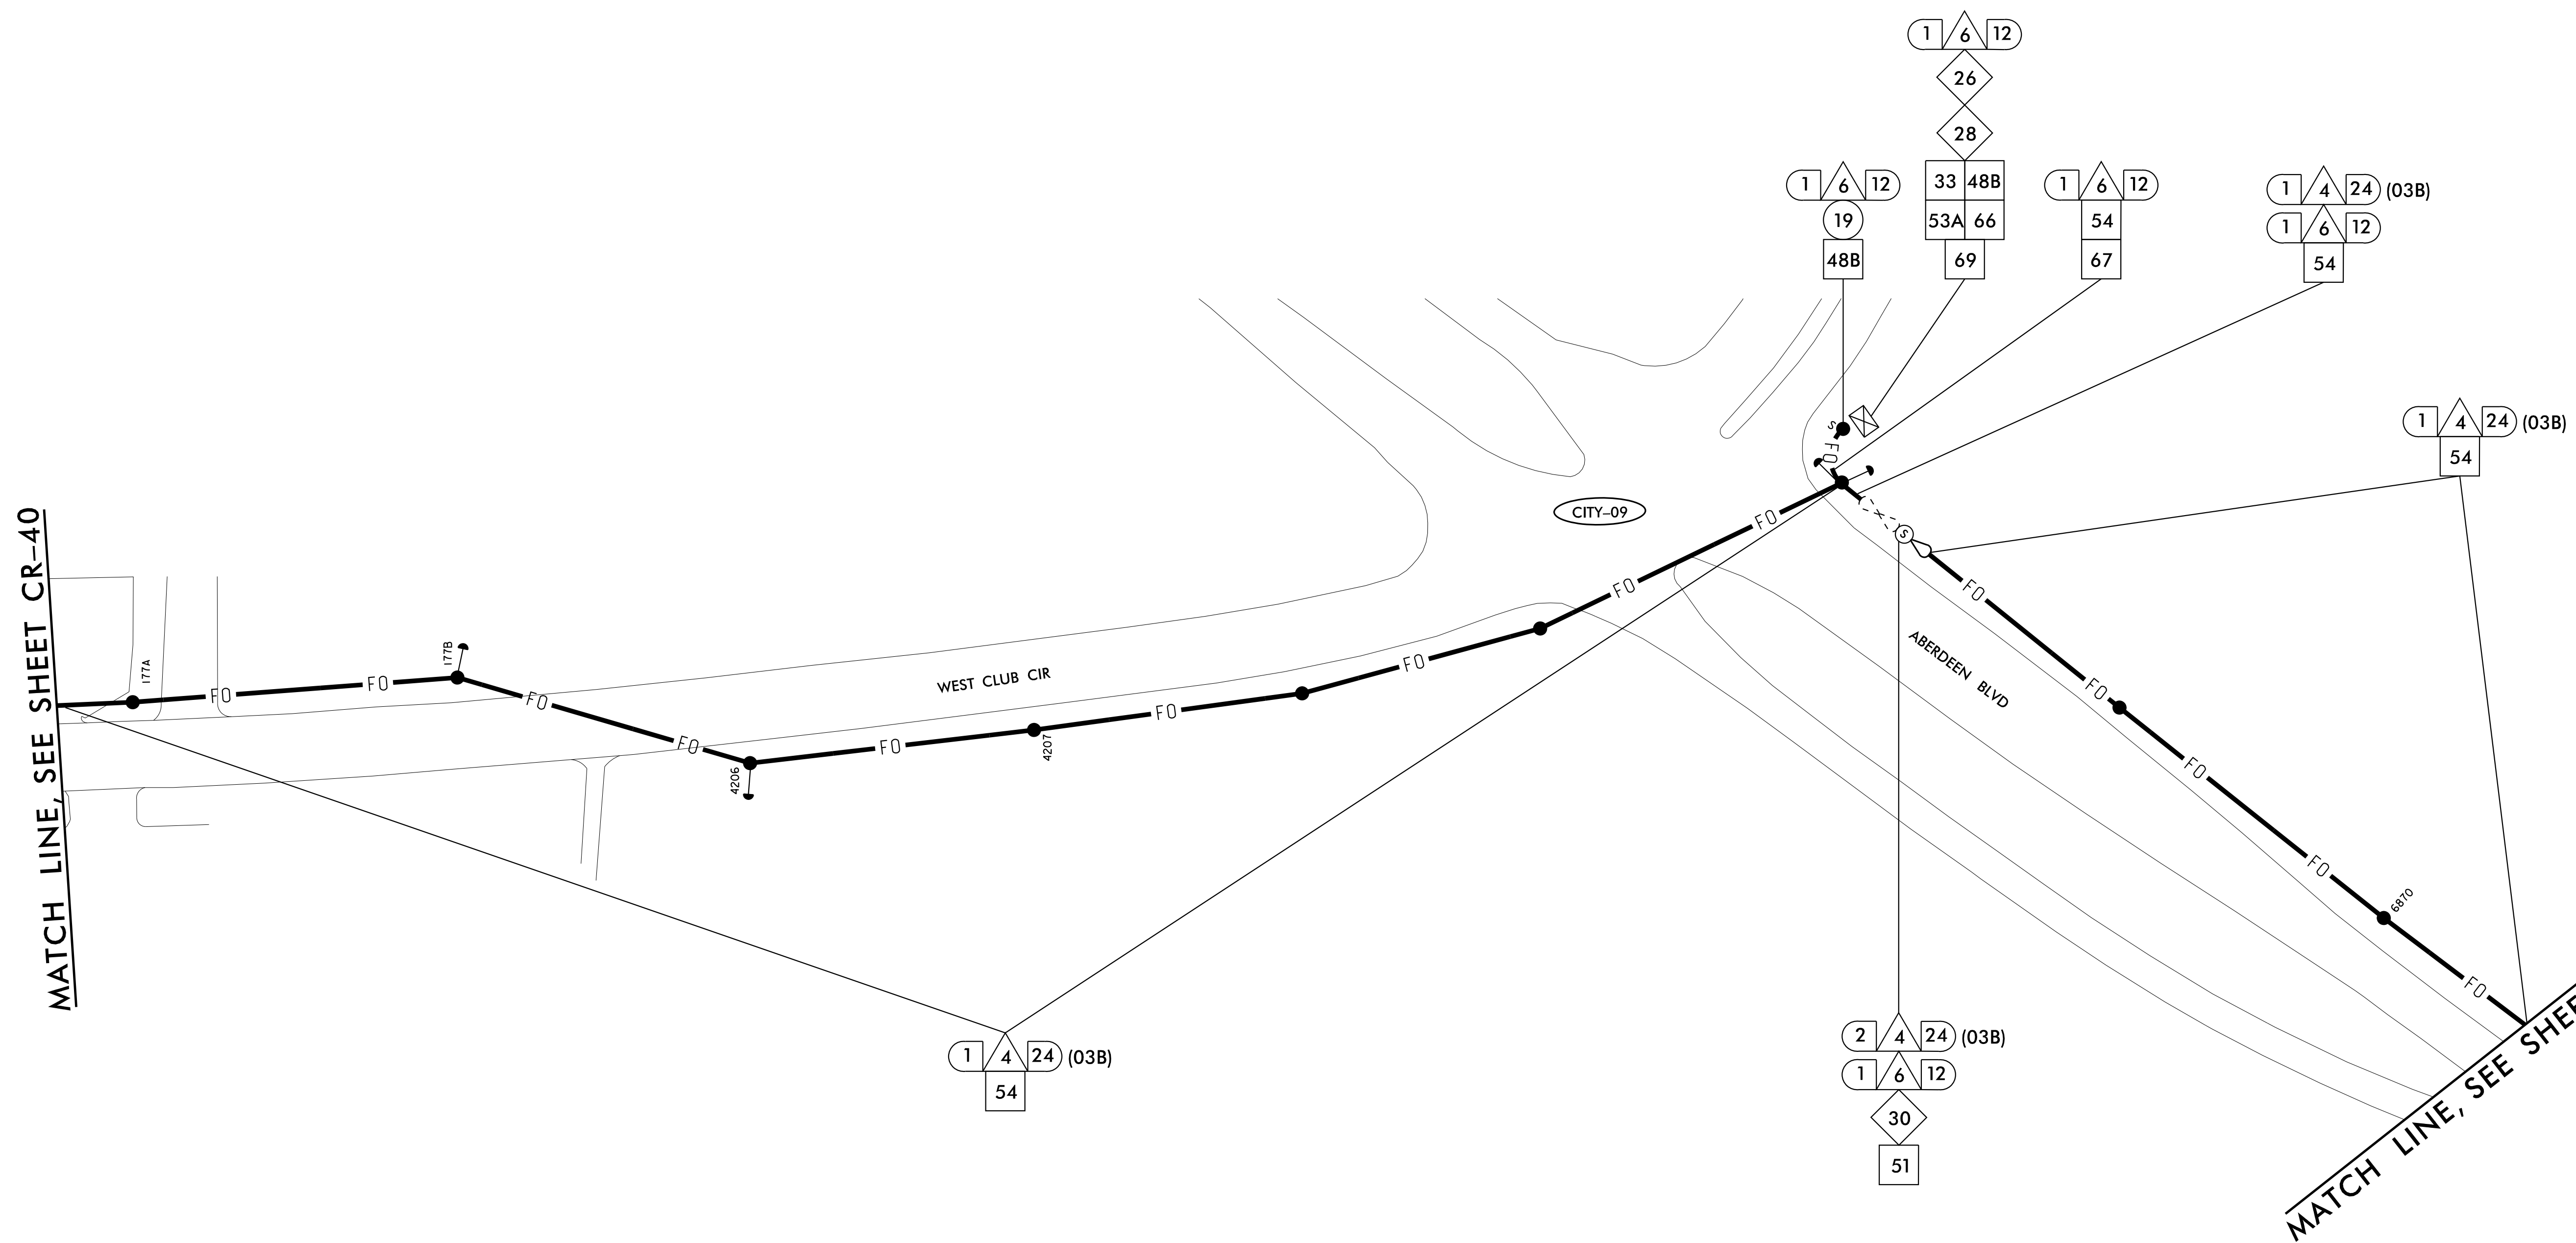 1 6 12
26
28
33 48B
53A 66
69
1 6 12
19
48B
1 6 12
54
67
1 4 24 (03B)
1 6 12
54
1 4 24 (03B)
54
S
FO
CITY–09
S
FO
FO
FO
FO
FO
FO
FO
FO
FO
FO
MATCH LINE, SEE SHEET CR–40
177A
177B
WEST CLUB CIR
4206
4207
ABERDEEN BLVD
FO
FO
FO
FO
6870
FO
1 4 24 (03B)
54
2 4 24 (03B)
1 6 12
30
51
MATCH LINE, SEE